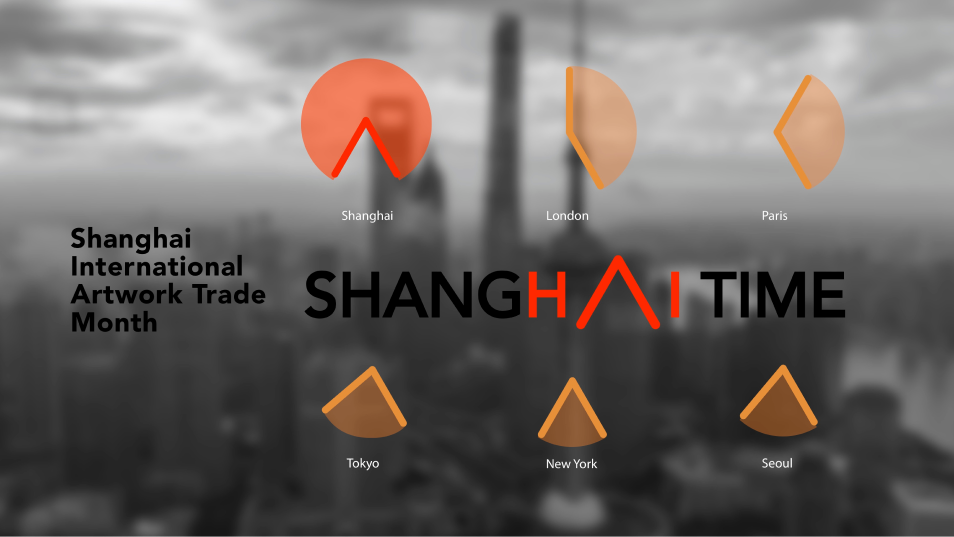 Shanghai London Paris
Shanghai
International
Artwork Trade
Month
SHANGHAI TIME
Tokyo New York Seoul